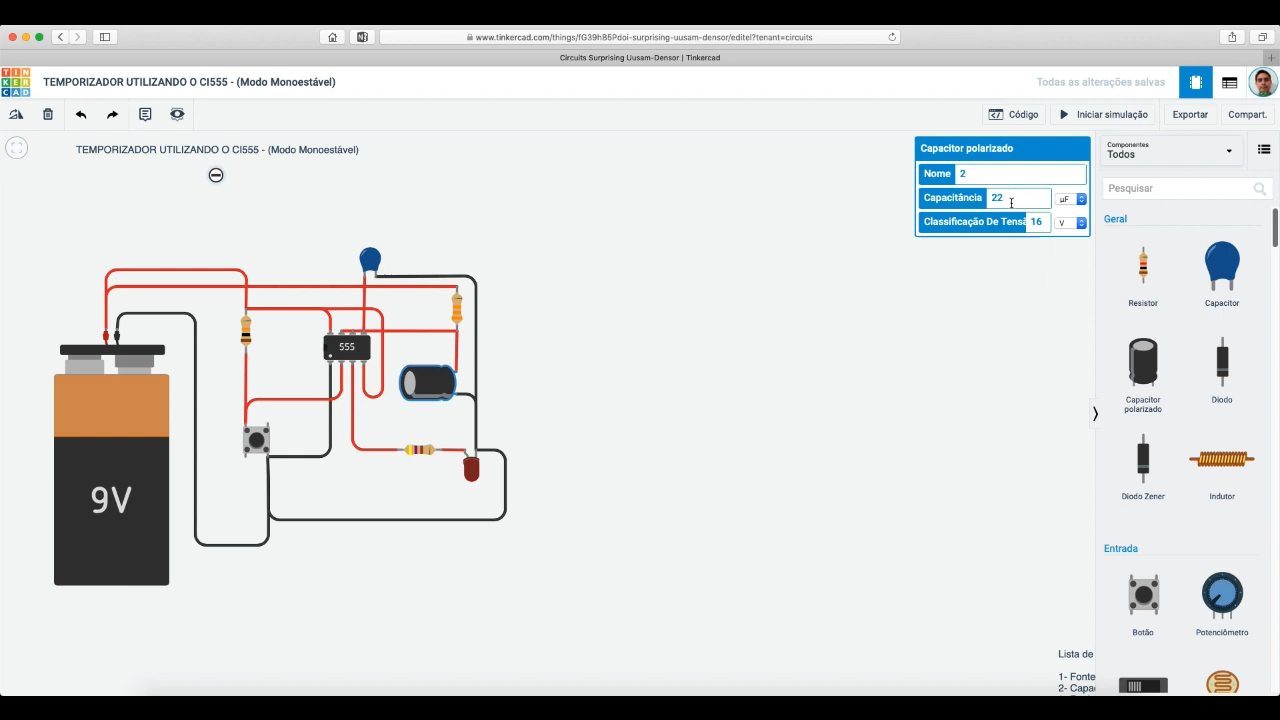 www.tinkercad.com/things/fG39hB5Pdoi-surprising-uusam-densor/editel?tenant=circuits
Circuits Surprising Uusam-Densor | Tinkercad
TIN
KER
CAD
TEMPORIZADOR UTILIZANDO O CI555 - (Modo Monoestável)
Todas as alterações salvas
Código
Iniciar simulação
Exportar
Compart.
TEMPORIZADOR UTILIZANDO O CI555 - (Modo Monoestável)
Capacitor polarizado
Nome 2
Capacitância 22 µF
Classificação De Tensã 16 V
Componentes
Todos
Pesquisar
Geral
Resistor
Capacitor
Capacitor
polarizado
Diodo
Diodo Zener
Indutor
Entrada
Botão
Potenciômetro
555
9V
Lista de
1- Fonte
2- Capa